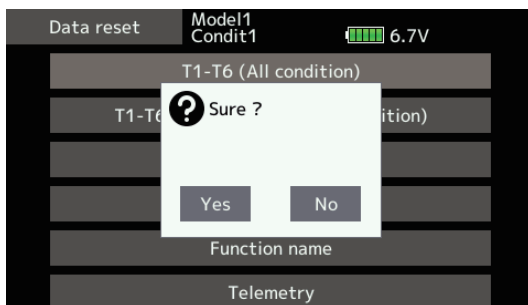 Data reset
Model1
Condit1
6.7V
T1-T6 (All condition)
T1-T6 ition)
Sure ?
Yes No
Function name
Telemetry